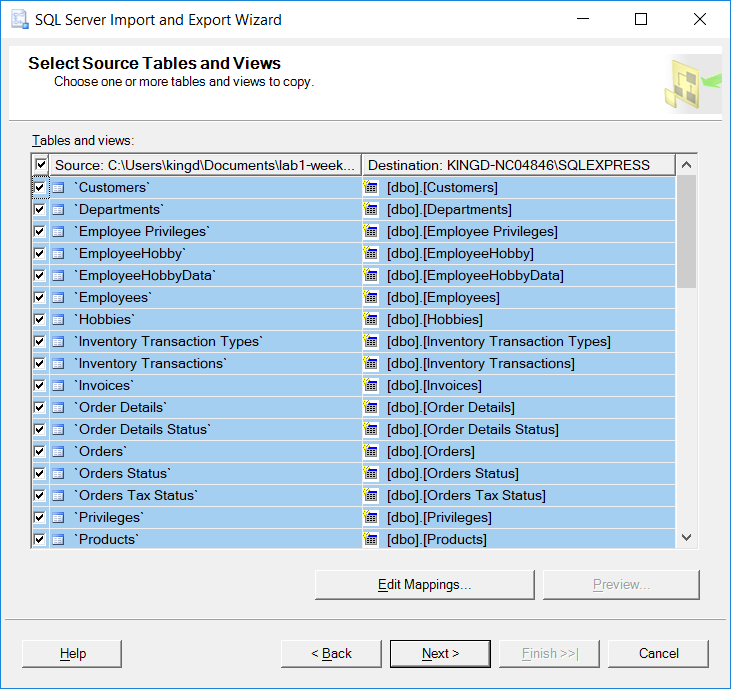 SQL Server Import and Export Wizard
Select Source Tables and Views
Choose one or more tables and views to copy.
Tables and views:
Source: C:\Users\kingd\Documents\lab1-week... Destination: KINGD-NC04846\SQLEXPRESS
`Customers` [dbo].[Customers]
`Departments` [dbo].[Departments]
`Employee Privileges` [dbo].[Employee Privileges]
`EmployeeHobby` [dbo].[EmployeeHobby]
`EmployeeHobbyData` [dbo].[EmployeeHobbyData]
`Employees` [dbo].[Employees]
`Hobbies` [dbo].[Hobbies]
`Inventory Transaction Types` [dbo].[Inventory Transaction Types]
`Inventory Transactions` [dbo].[Inventory Transactions]
`Invoices` [dbo].[Invoices]
`Order Details` [dbo].[Order Details]
`Order Details Status` [dbo].[Order Details Status]
`Orders` [dbo].[Orders]
`Orders Status` [dbo].[Orders Status]
`Orders Tax Status` [dbo].[Orders Tax Status]
`Privileges` [dbo].[Privileges]
`Products` [dbo].[Products]
Edit Mappings... Preview...
Help < Back Next > Finish >>| Cancel